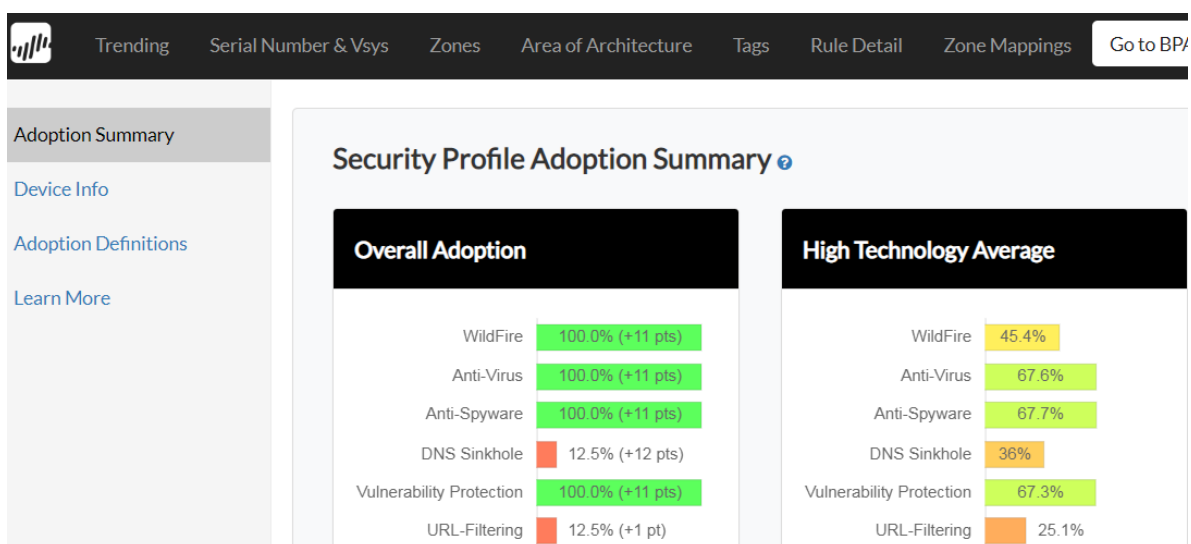 Trending Serial Number & Vsys Zones Area of Architecture Tags Rule Detail Zone Mappings Go to BPA
Adoption Summary
Device Info
Adoption Definitions
Learn More
Security Profile Adoption Summary ?
Overall Adoption
WildFire 100.0% (+11 pts)
Anti-Virus 100.0% (+11 pts)
Anti-Spyware 100.0% (+11 pts)
DNS Sinkhole 12.5% (+12 pts)
Vulnerability Protection 100.0% (+11 pts)
URL-Filtering 12.5% (+1 pt)
High Technology Average
WildFire 45.4%
Anti-Virus 67.6%
Anti-Spyware 67.7%
DNS Sinkhole 36%
Vulnerability Protection 67.3%
URL-Filtering 25.1%